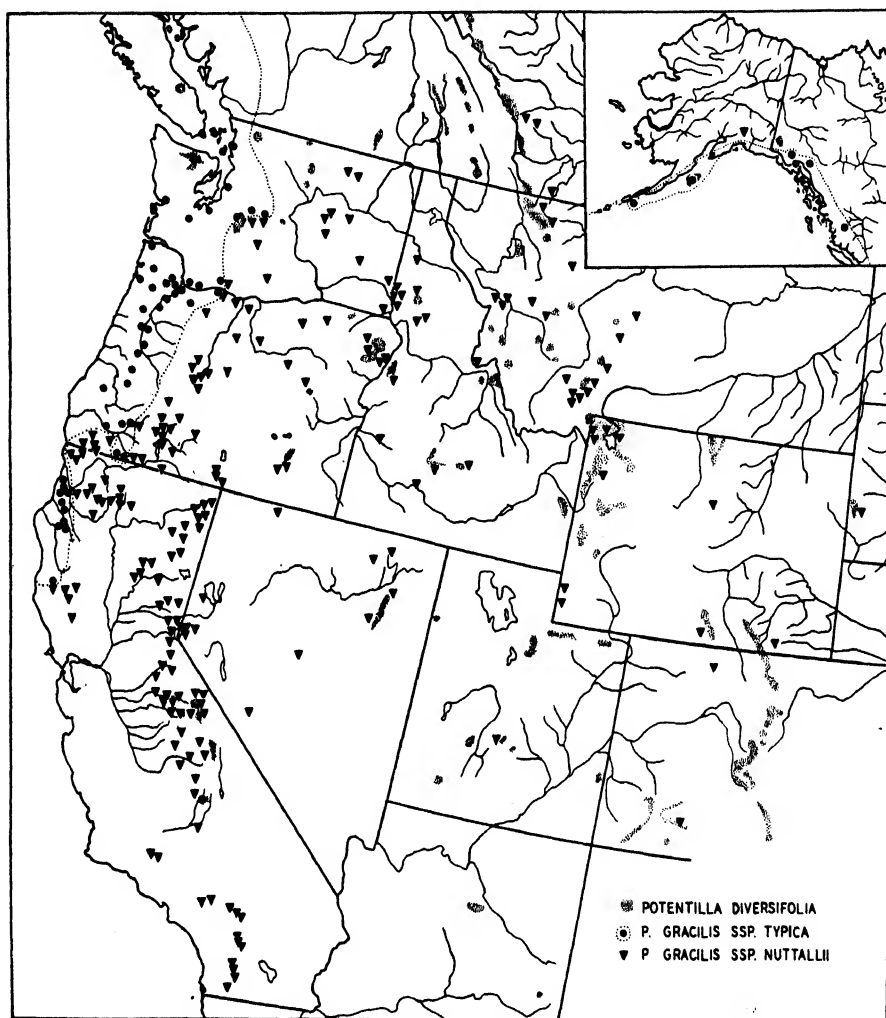 POTENTILLA DIVERSIFOLIA
P. GRACILIS SSP. TYPICA
P GRACILIS SSP. NUTTALLII